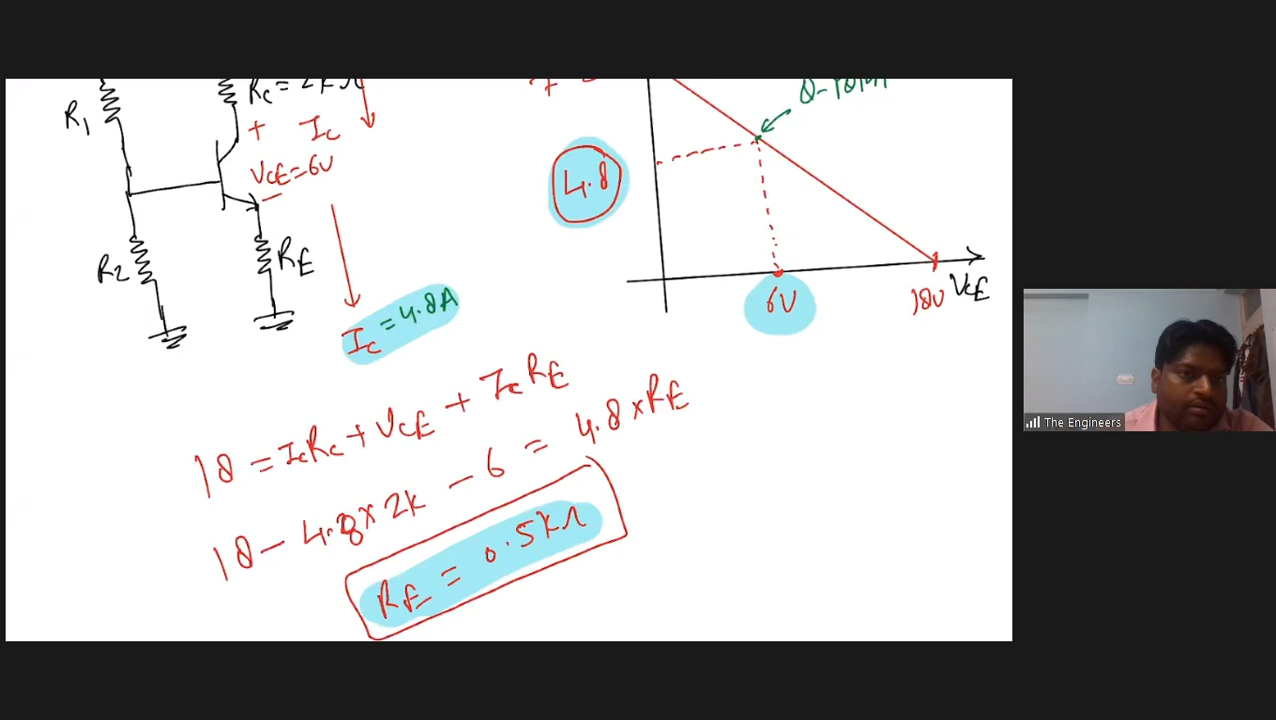 R1
RC = 2kΩ
+ IC
VCE=6V
−
R2
RE
IC = 4.8A
4.8
Q-Point
6V
18V
VCE
18 = ICRC + VCE + ICRE
18 − 4.8 × 2k − 6 = 4.8 × RE
RE = 0.5kΩ
The Engineers